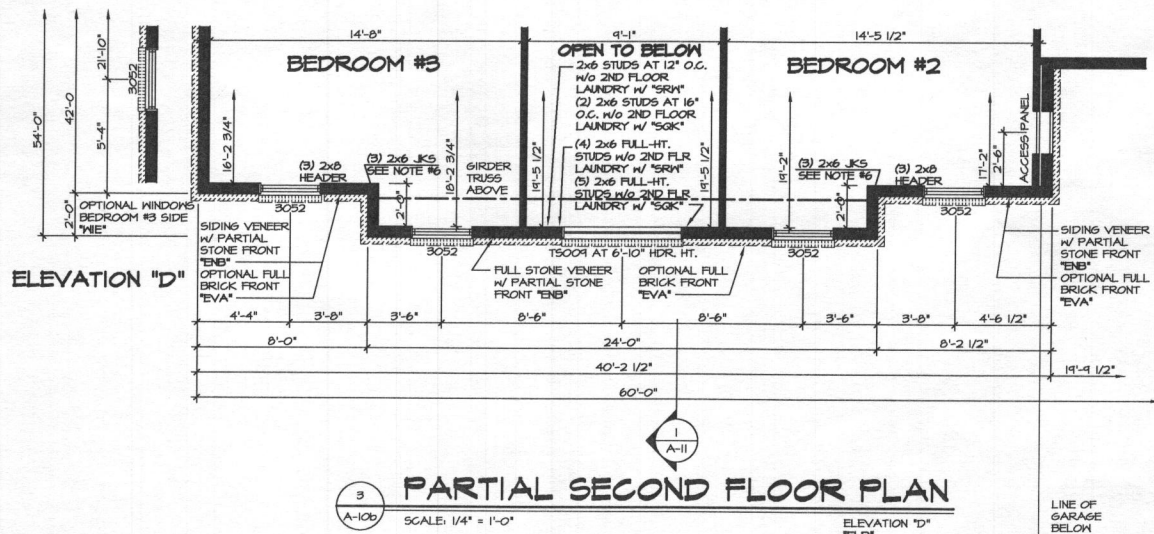 14'-8"
9'-1"
14'-5 1/2"
BEDROOM #3
OPEN TO BELOW
2x6 STUDS AT 12" O.C.
W/o 2ND FLOOR
LAUNDRY w/ "SRW"
(2) 2x6 STUDS AT 16"
O.C. w/o 2ND FLOOR
LAUNDRY w/ "SGK"
(4) 2x6 FULL-HT.
STUDS w/o 2ND FLR
LAUNDRY w/ "SRW"
(5) 2x6 FULL-HT.
STUDS w/o 2ND FLR
LAUNDRY w/ "SGK"
BEDROOM #2
54'-0"
42'-0
21'-10"
5'-4"
2'-0"
3052
16'-2 3/4"
(3) 2x8
HEADER
(3) 2x6 JKS
SEE NOTE #6
18'-2 3/4"
GIRDER
TRUSS
ABOVE
19'-5 1/2"
19'-5 1/2"
19'-2"
(3) 2x6 JKS
SEE NOTE #6
(3) 2x8
HEADER
17'-2"
2'-6"
ACCESS PANEL
2'-0"
2'-0"
3052
3052
3052
3052
OPTIONAL WINDOWS
BEDROOM #3 SIDE
"WIE"
ELEVATION "D"
SIDING VENEER
W/ PARTIAL
STONE FRONT
"ENB"
OPTIONAL FULL
BRICK FRONT
"EVA"
TS009 AT 6'-10" HDR. HT.
FULL STONE VENEER
W/ PARTIAL STONE
FRONT "ENB"
OPTIONAL FULL
BRICK FRONT
"EVA"
SIDING VENEER
W/ PARTIAL
STONE FRONT
"ENB"
OPTIONAL FULL
BRICK FRONT
"EVA"
4'-4"
3'-8"
3'-6"
8'-6"
8'-6"
3'-6"
3'-8"
4'-6 1/2"
8'-0"
24'-0"
8'-2 1/2"
40'-2 1/2"
19'-9 1/2"
60'-0"
1
A-11
3
A-10b
PARTIAL SECOND FLOOR PLAN
SCALE: 1/4" = 1'-0"
ELEVATION "D"
LINE OF
GARAGE
BELOW